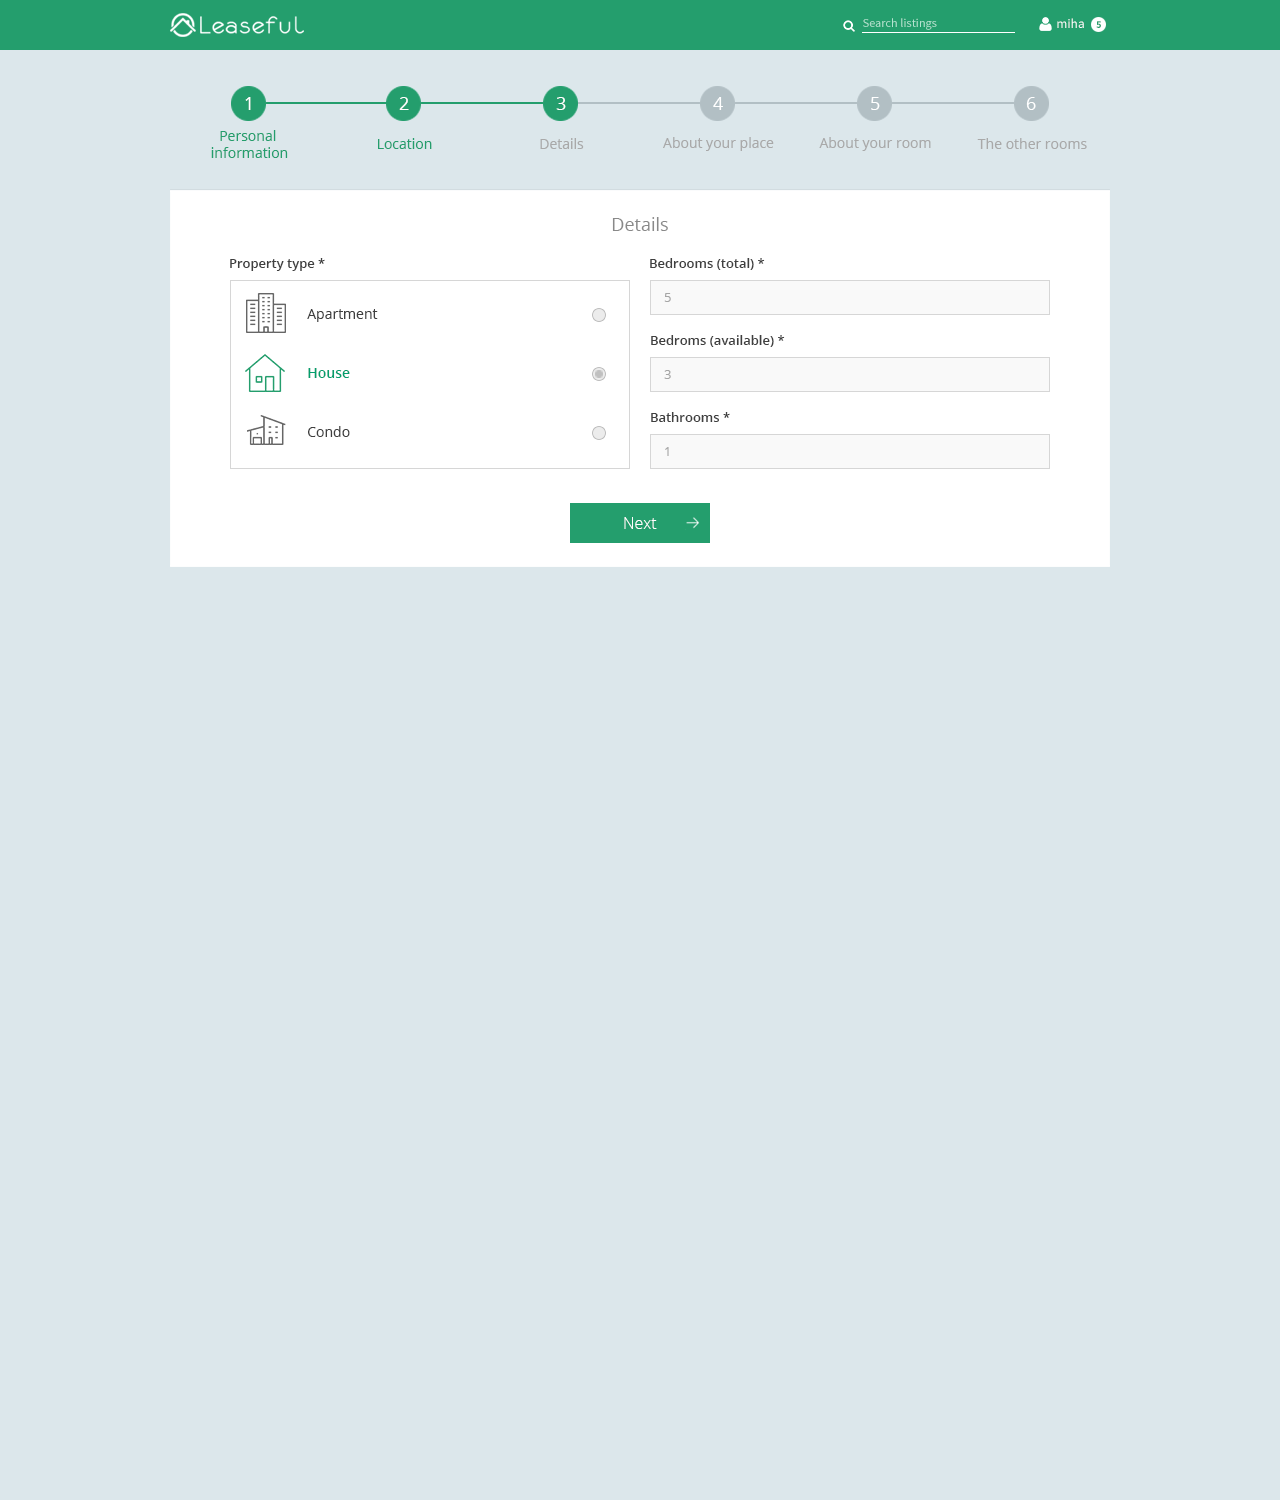 Leaseful
Search listings
miha 5
1 2 3 4 5 6
Personal
information
Location
Details
About your place
About your room
The other rooms
Details
Property type *
Apartment
House
Condo
Bedrooms (total) *
5
Bedroms (available) *
3
Bathrooms *
1
Next